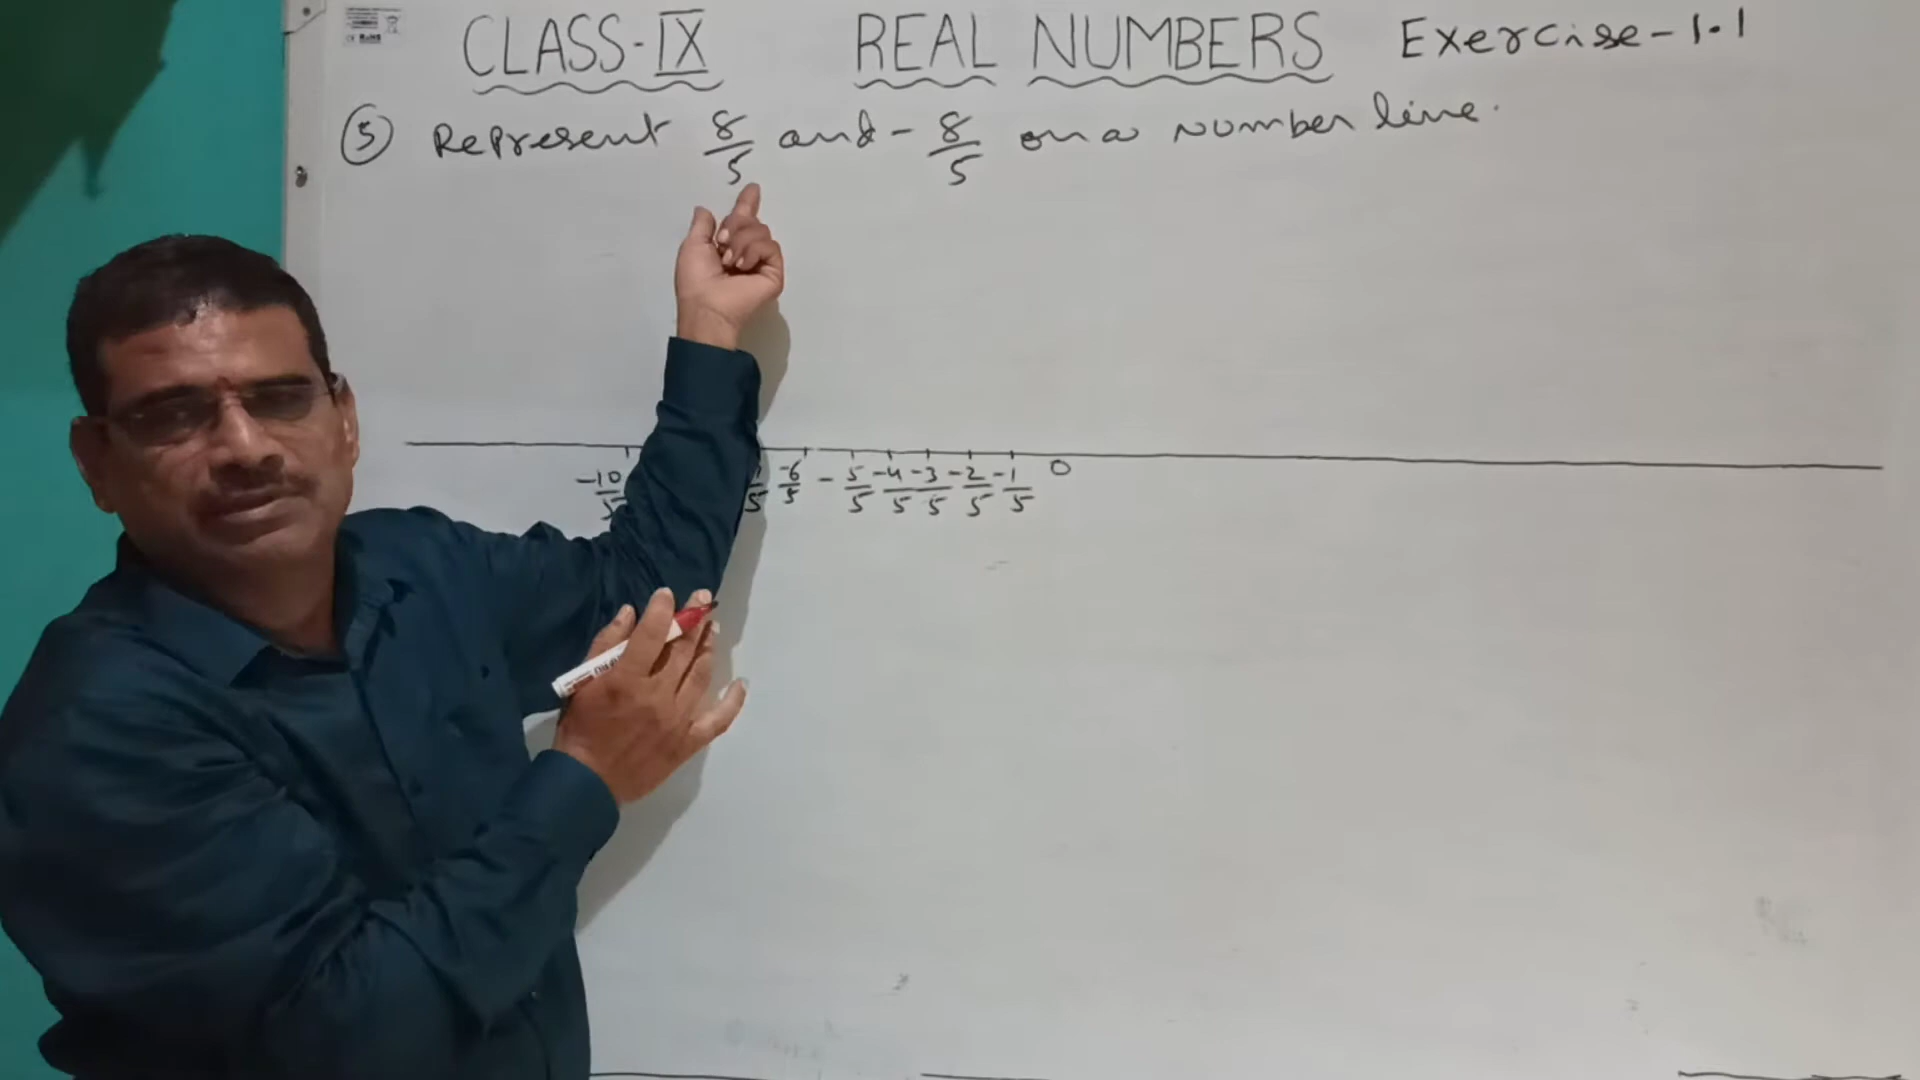 CLASS-IX REAL NUMBERS Exercise-1.1
⑤ Represent 8/5 and -8/5 on a number line.
-10/5 -6/5 -5/5 -4/5 -3/5 -2/5 -1/5 0